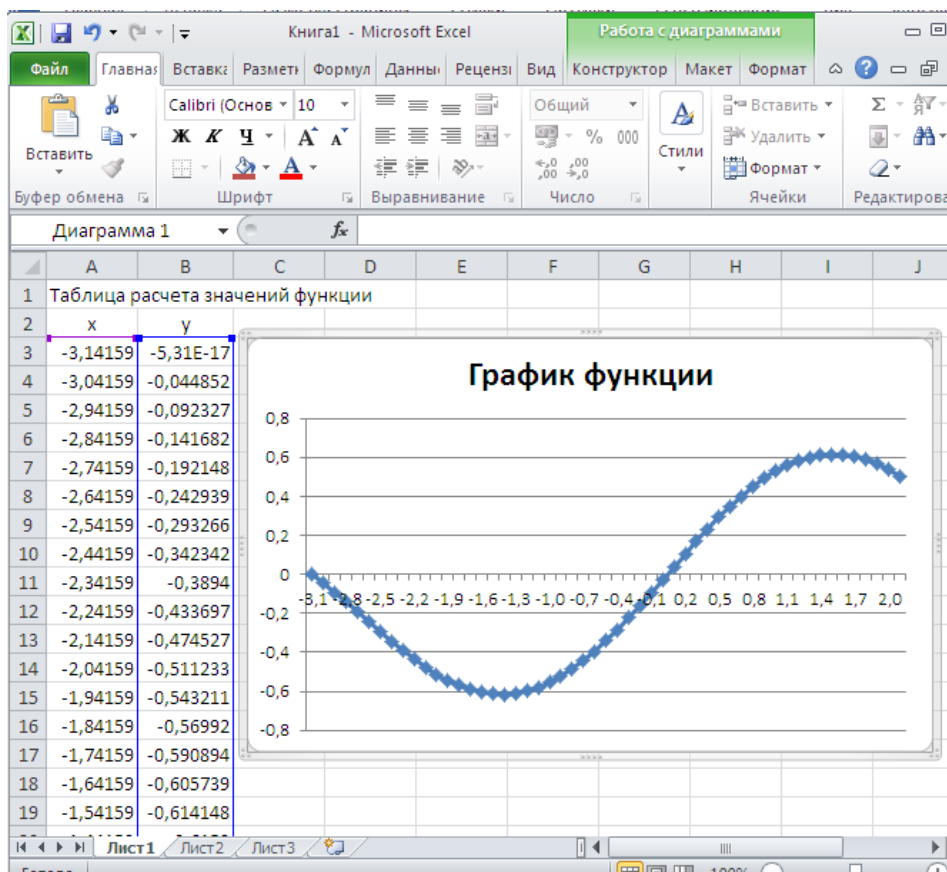 Книга1 - Microsoft Excel
Работа с диаграммами
Файл Главная Вставка Разметн Формул Данны Рецензи Вид Конструктор Макет Формат
Вставить
Calibri (Основ 10
Общий
Вставить
Ж К Ч А А
% 000
Стили
Удалить
Формат
Буфер обмена Шрифт Выравнивание Число Ячейки Редактирова
Диаграмма 1 fx
A B C D E F G H I J
1 Таблица расчета значений функции
2 x y
3 -3,14159 -5,31E-17
4 -3,04159 -0,044852
5 -2,94159 -0,092327
6 -2,84159 -0,141682
7 -2,74159 -0,192148
8 -2,64159 -0,242939
9 -2,54159 -0,293266
10 -2,44159 -0,342342
11 -2,34159 -0,3894
12 -2,24159 -0,433697
13 -2,14159 -0,474527
14 -2,04159 -0,511233
15 -1,94159 -0,543211
16 -1,84159 -0,56992
17 -1,74159 -0,590894
18 -1,64159 -0,605739
19 -1,54159 -0,614148
График функции
0,8
0,6
0,4
0,2
0
-3,1 -2,8 -2,5 -2,2 -1,9 -1,6 -1,3 -1,0 -0,7 -0,4 -0,1 0,2 0,5 0,8 1,1 1,4 1,7 2,0
-0,2
-0,4
-0,6
-0,8
Лист1 Лист2 Лист3